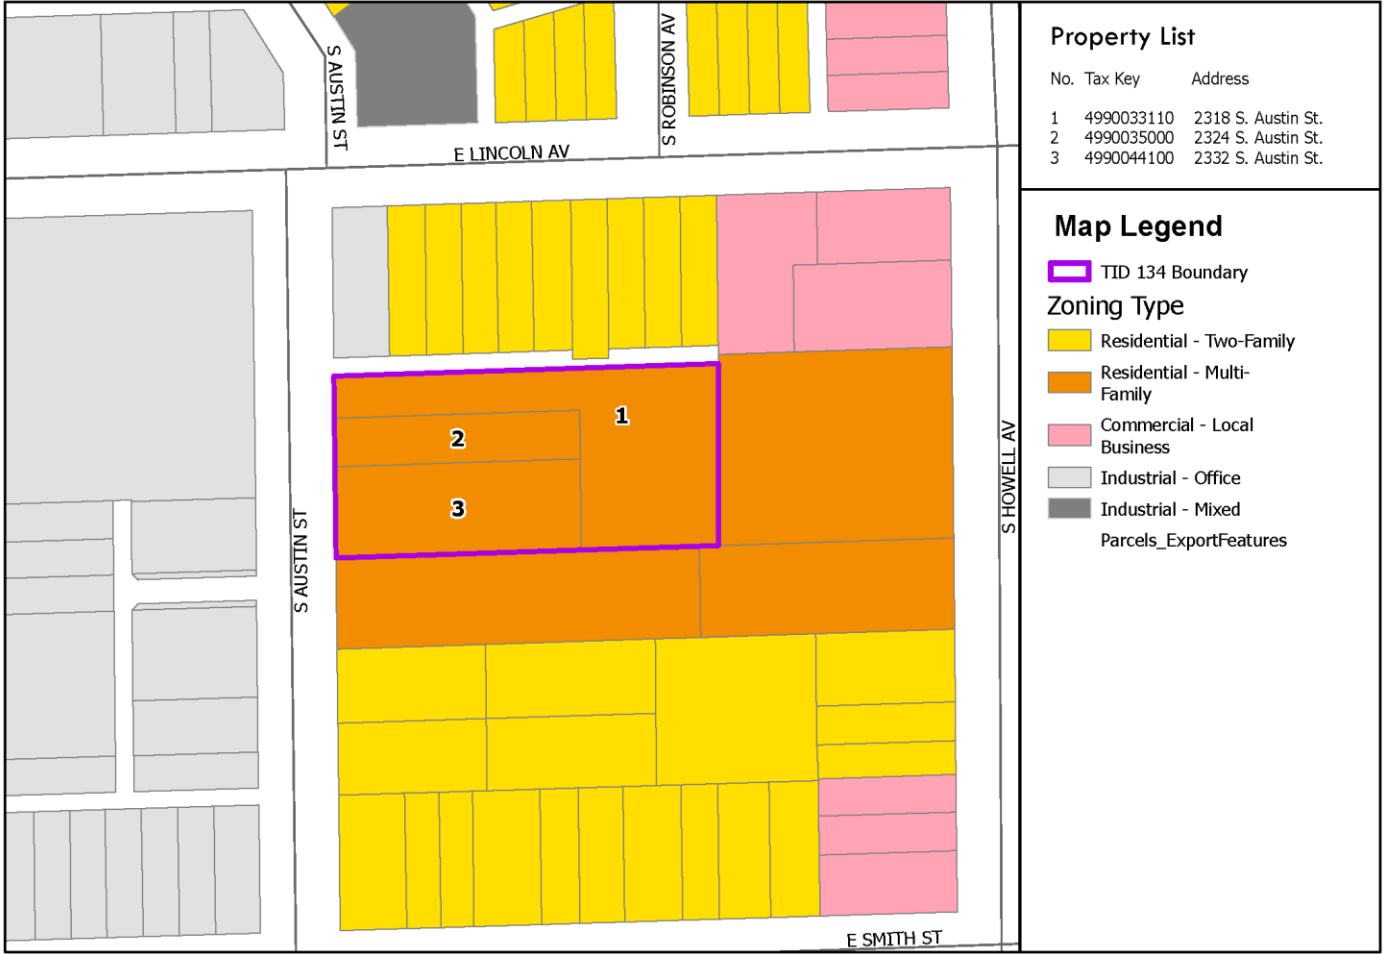 S AUSTIN ST
S ROBINSON AV
E LINCOLN AV
1
2
3
S AUSTIN ST
S HOWELL AV
E SMITH ST
Property List
No. Tax Key Address
1 4990033110 2318 S. Austin St.
2 4990035000 2324 S. Austin St.
3 4990044100 2332 S. Austin St.
Map Legend
TID 134 Boundary
Zoning Type
Residential - Two-Family
Residential - Multi-
Family
Commercial - Local
Business
Industrial - Office
Industrial - Mixed
Parcels_ExportFeatures